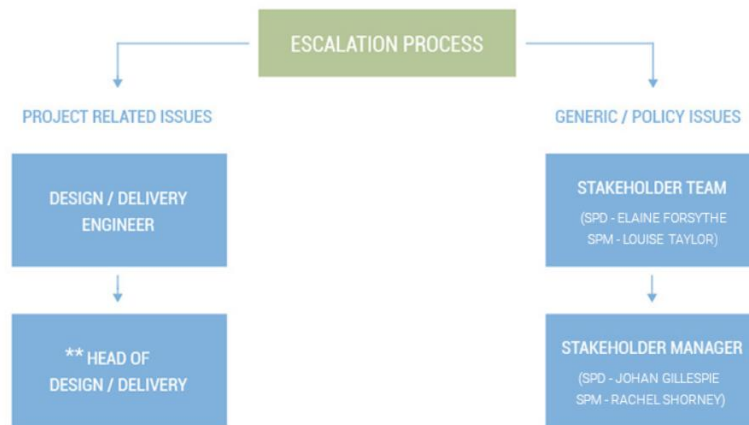 ESCALATION PROCESS
PROJECT RELATED ISSUES
DESIGN / DELIVERY
ENGINEER
** HEAD OF
DESIGN / DELIVERY
GENERIC / POLICY ISSUES
STAKEHOLDER TEAM
(SPD - ELAINE FORSYTHE
SPM - LOUISE TAYLOR)
STAKEHOLDER MANAGER
(SPD - JOHAN GILLESPIE
SPM - RACHEL SHORNEY)